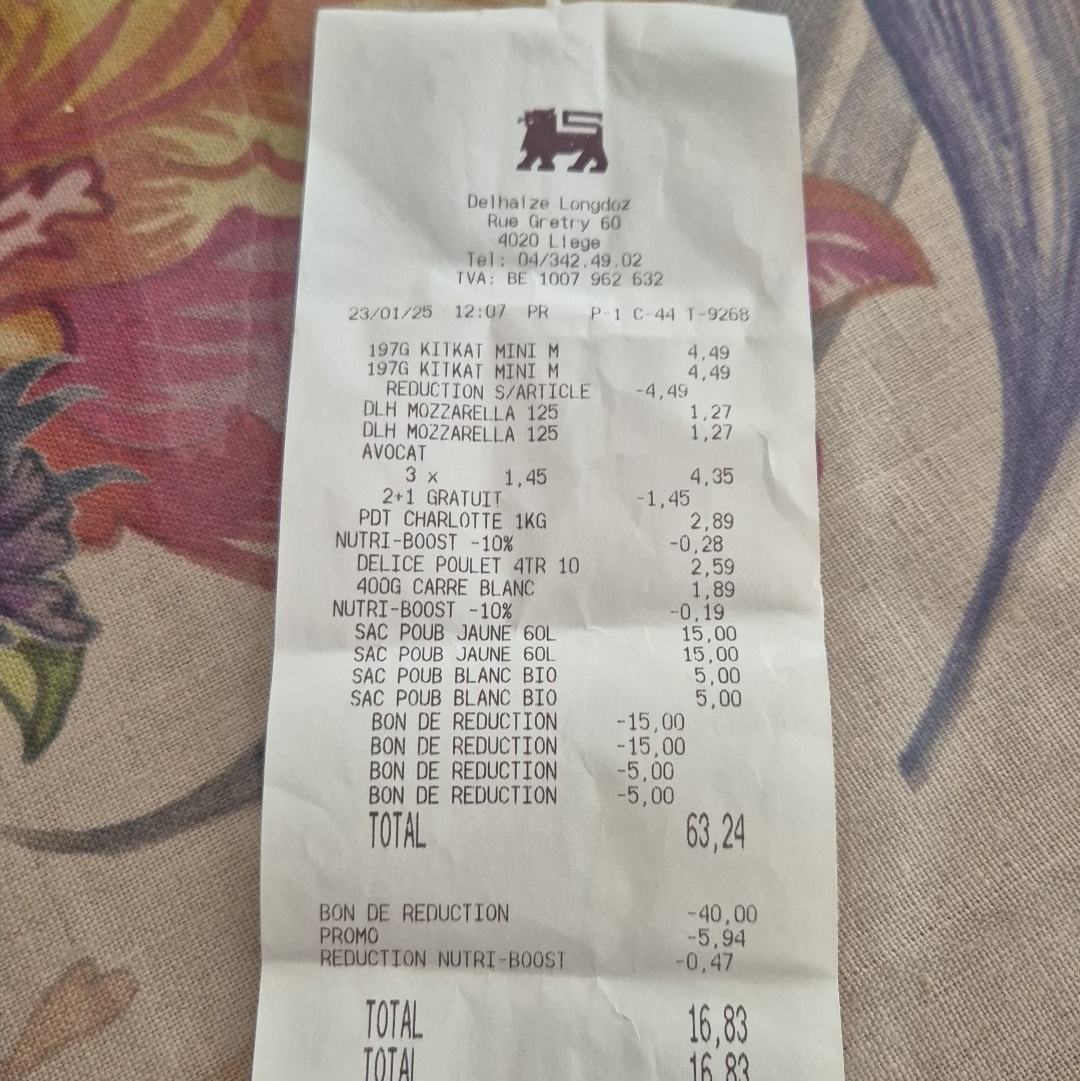 Delhaize Longdoz
Rue Gretry 60
4020 Liege
Tel: 04/342.49.02
TVA: BE 1007 962 632
23/01/25 12:07 PR P-1 C-44 T-9268
197G KITKAT MINI M 4,49
197G KITKAT MINI M 4,49
REDUCTION S/ARTICLE -4,49
DLH MOZZARELLA 125 1,27
DLH MOZZARELLA 125 1,27
AVOCAT
3 x 1,45 4,35
2+1 GRATUIT -1,45
PDT CHARLOTTE 1KG 2,89
NUTRI-BOOST -10% -0,28
DELICE POULET 4TR 10 2,59
400G CARRE BLANC 1,89
NUTRI-BOOST -10% -0,19
SAC POUB JAUNE 60L 15,00
SAC POUB JAUNE 60L 15,00
SAC POUB BLANC BIO 5,00
SAC POUB BLANC BIO 5,00
BON DE REDUCTION -15,00
BON DE REDUCTION -15,00
BON DE REDUCTION -5,00
BON DE REDUCTION -5,00
TOTAL 63,24
BON DE REDUCTION -40,00
PROMO -5,94
REDUCTION NUTRI-BOOST -0,47
TOTAL 16,83
TOTAL 16,83